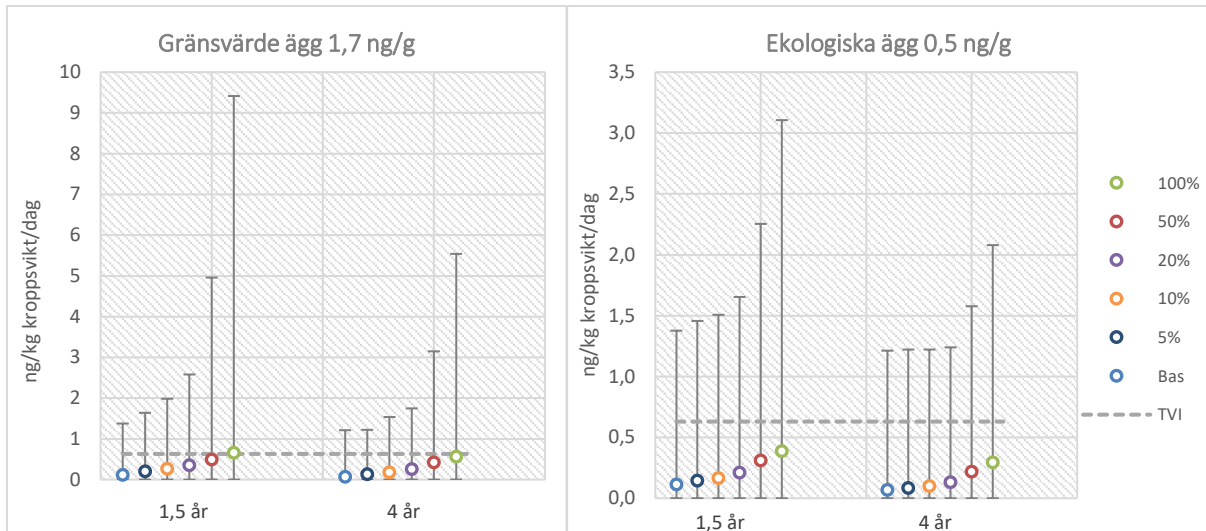 Gränsvärde ägg 1,7 ng/g
ng/kg kroppsvikt/dag
10
9
8
7
6
5
4
3
2
1
0
1,5 år
4 år
Ekologiska ägg 0,5 ng/g
ng/kg kroppsvikt/dag
3,5
3,0
2,5
2,0
1,5
1,0
0,5
0,0
1,5 år
4 år
100%
50%
20%
10%
5%
Bas
TVI